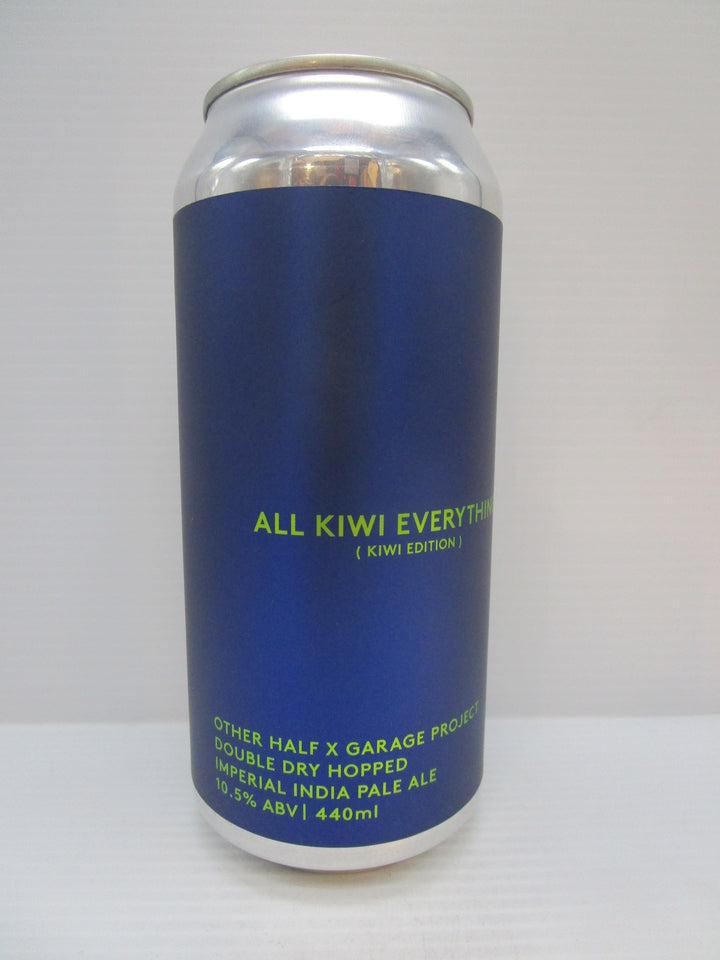 ALL KIWI EVERYTHING
( KIWI EDITION )
OTHER HALF X GARAGE PROJECT
DOUBLE DRY HOPPED
IMPERIAL INDIA PALE ALE
10.5% ABV | 440ml